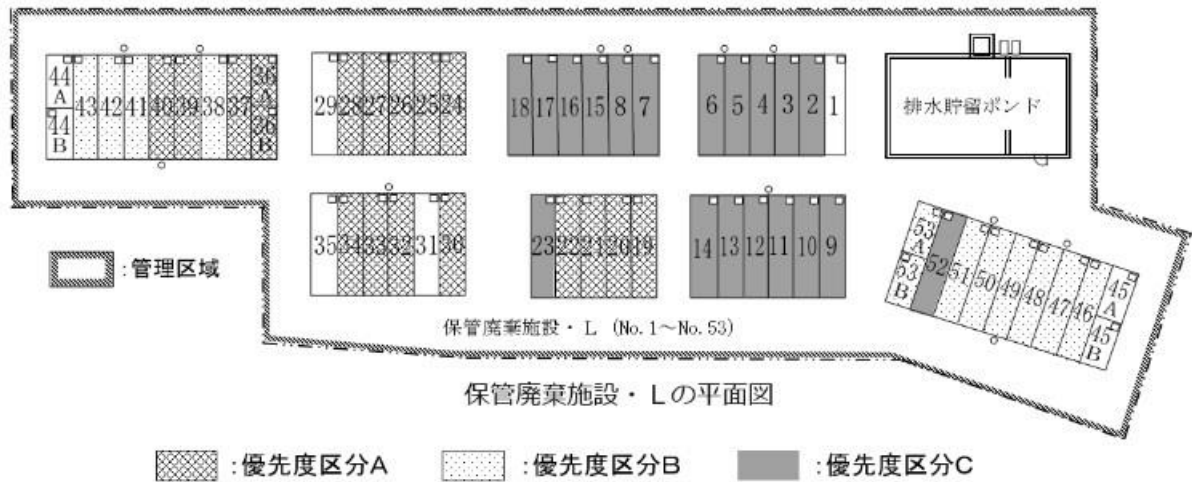 44 A
44 B
43 42 41 40 39 38 37
36 A
36 B
29 28 27 26 25 24
18 17 16 15 8 7
6 5 4 3 2 1
排水貯留ポンド
35 34 33 32 31 30
23 22 21 20 19
14 13 12 11 10 9
53 A
53 B
52 51 50 49 48 47 46
45 A
45 B
:管理区域
保管廃棄施設・L (No.1~No.53)
保管廃棄施設・Lの平面図
:優先度区分A :優先度区分B :優先度区分C